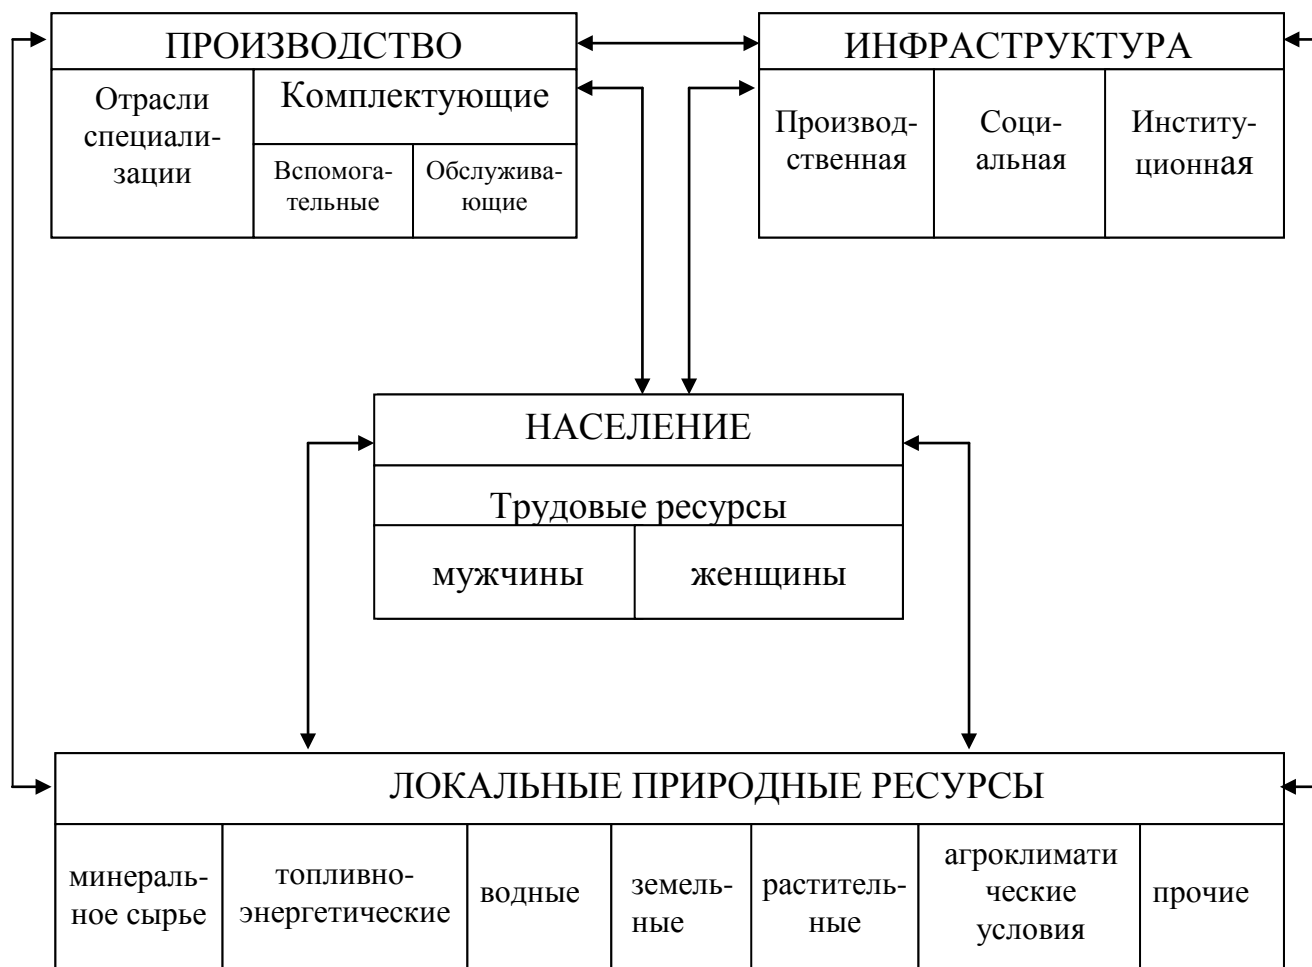 ПРОИЗВОДСТВО
Отрасли
специали-
зации
Комплектующие
Вспомога-
тельные
Обслужива-
ющие
ИНФРАСТРУКТУРА
Производ-
ственная
Соци-
альная
Институ-
ционная
НАСЕЛЕНИЕ
Трудовые ресурсы
мужчины
женщины
ЛОКАЛЬНЫЕ ПРИРОДНЫЕ РЕСУРСЫ
минераль-
ное сырье
топливно-
энергетические
водные
земель-
ные
раститель-
ные
агроклимати
ческие
условия
прочие